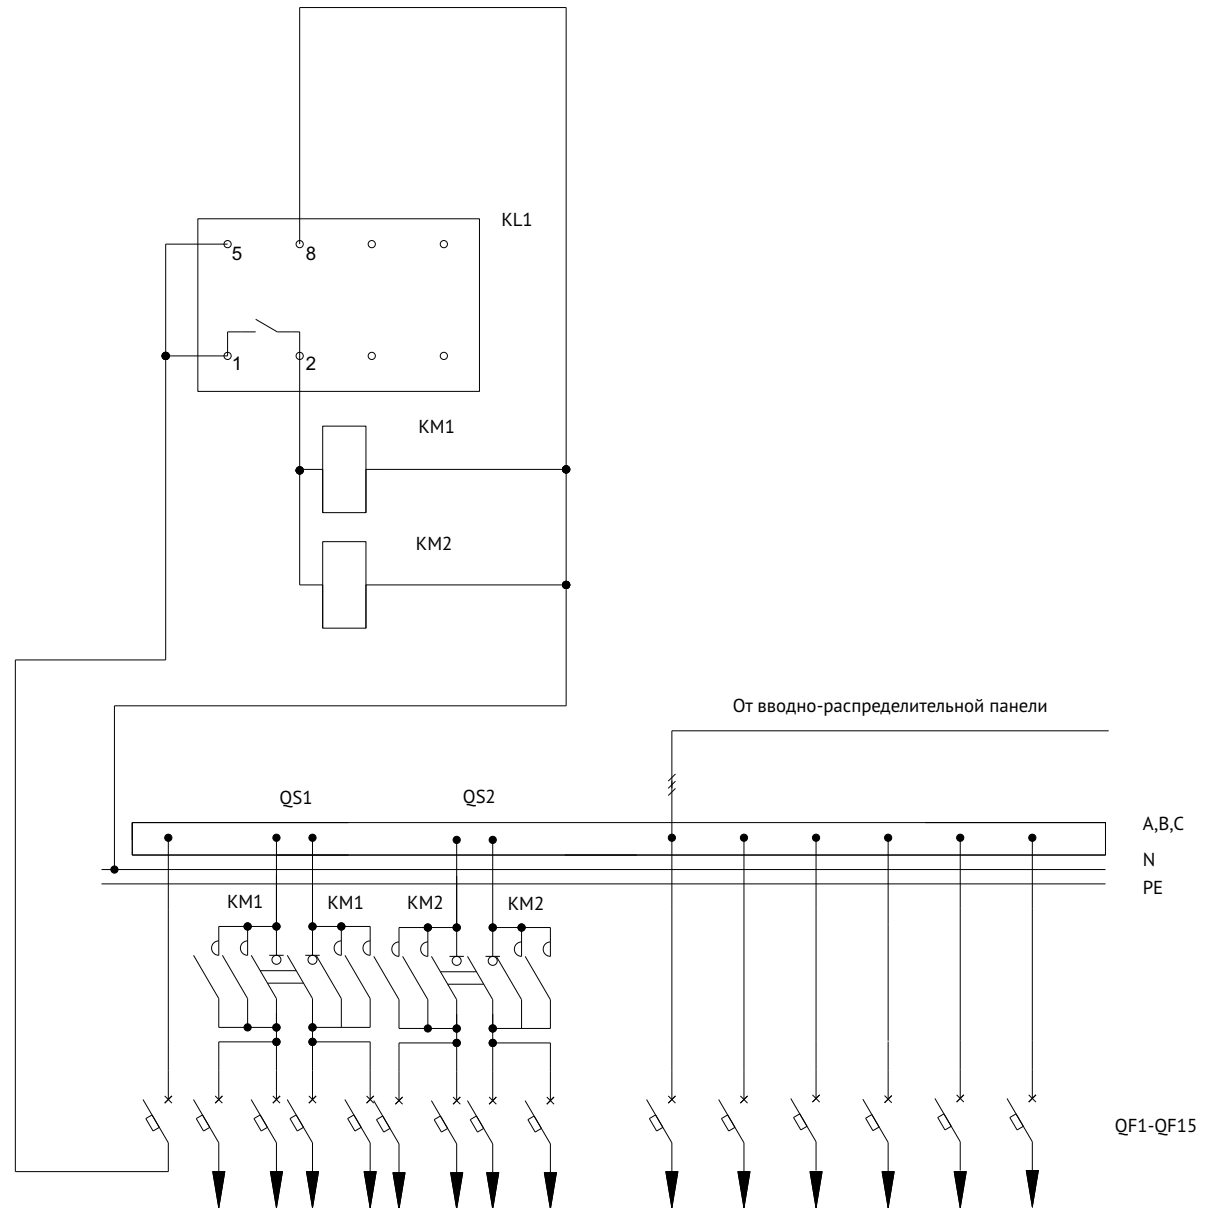 KL1
5
8
1
2
KM1
KM2
От вводно-распределительной панели
QS1
QS2
A,B,C
N
PE
KM1
KM1
KM2
KM2
QF1-QF15